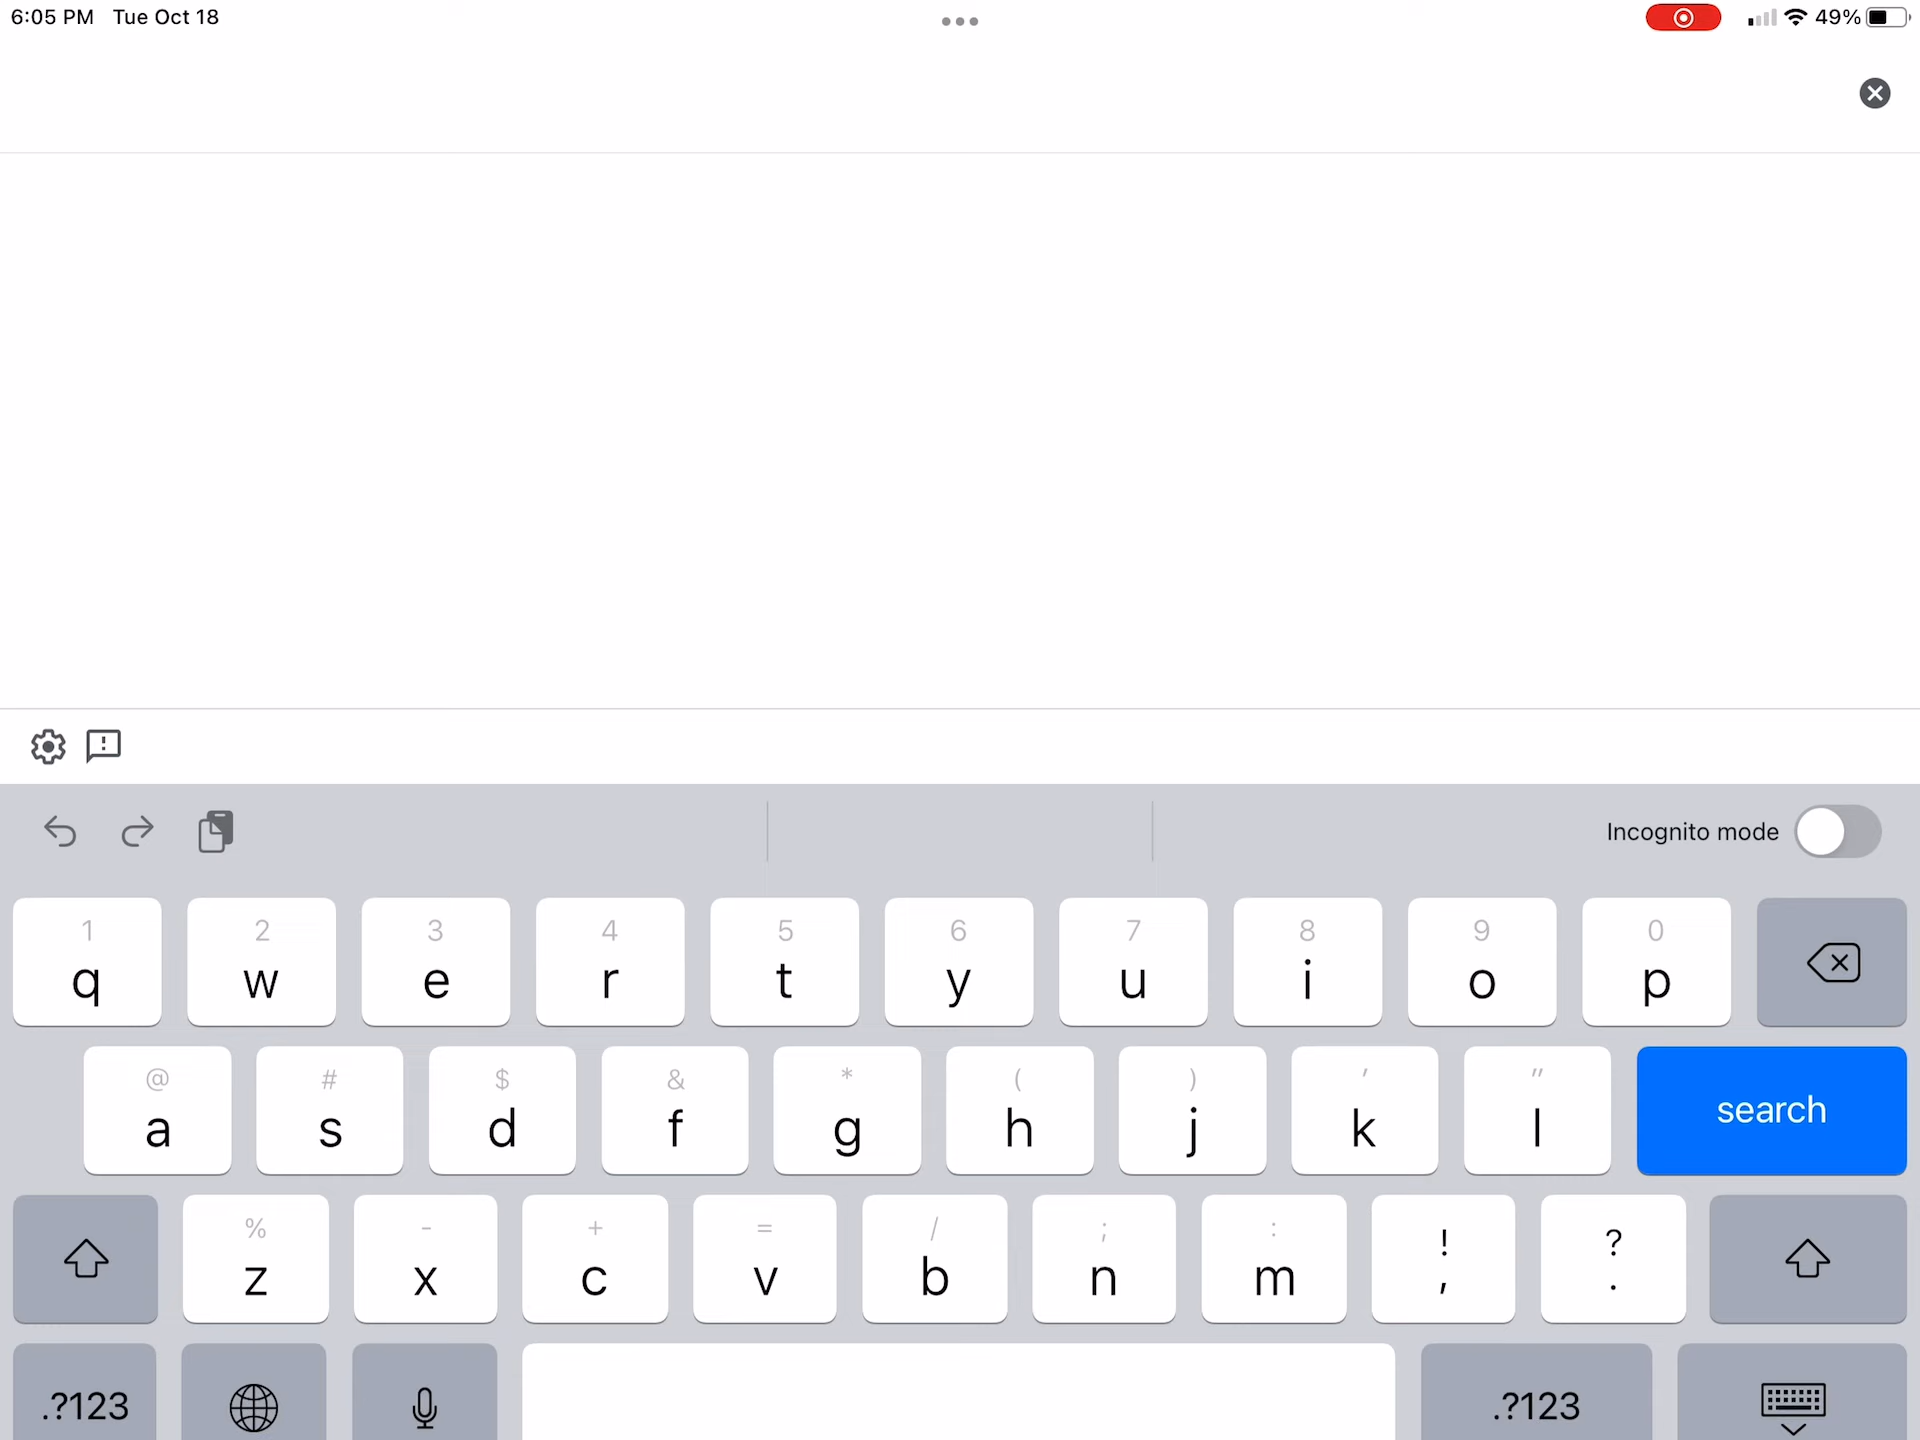 6:05 PM Tue Oct 18 49%
Incognito mode
1 2 3 4 5 6 7 8 9 0
q w e r t y u i o p
@ # $ & * ( ) ' "
a s d f g h j k l search
% - + = / ; : ! ?
z x c v b n m , .
.?123 .?123